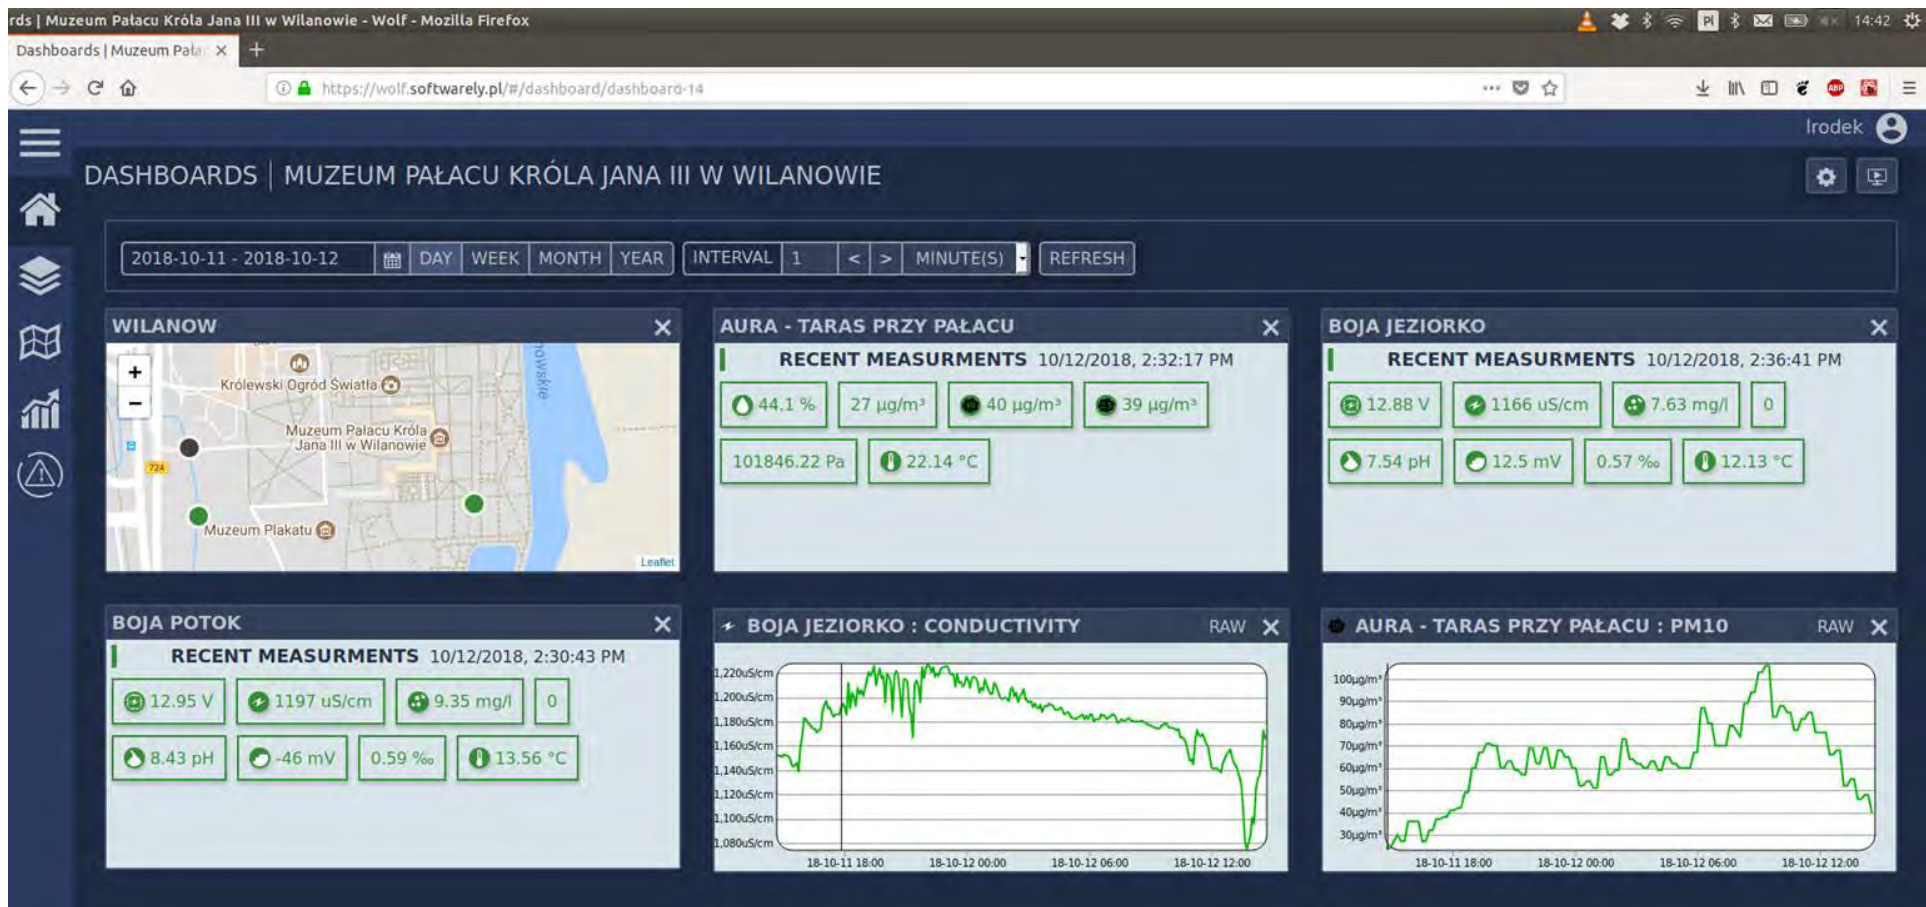 rds | Muzeum Pałacu Króla Jana III w Wilanowie - Wolf - Mozilla Firefox
Pl
14:42
Dashboards | Muzeum Pała
https://wolf.softwarely.pl/#/dashboard/dashboard-14
ABP
Irodek
DASHBOARDS | MUZEUM PAŁACU KRÓLA JANA III W WILANOWIE
2018-10-11 - 2018-10-12 DAY WEEK MONTH YEAR INTERVAL 1 < > MINUTE(S) REFRESH
WILANOW
+
−
Królewski Ogród Światła
Muzeum Pałacu Króla
Jana III w Wilanowie
724
Muzeum Plakatu
nowskie
Leaflet
AURA - TARAS PRZY PAŁACU
RECENT MEASURMENTS 10/12/2018, 2:32:17 PM
44.1 % 27 µg/m³ 40 µg/m³ 39 µg/m³
101846.22 Pa 22.14 °C
BOJA JEZIORKO
RECENT MEASURMENTS 10/12/2018, 2:36:41 PM
12.88 V 1166 uS/cm 7.63 mg/l 0
7.54 pH 12.5 mV 0.57 ‰ 12.13 °C
BOJA POTOK
RECENT MEASURMENTS 10/12/2018, 2:30:43 PM
12.95 V 1197 uS/cm 9.35 mg/l 0
8.43 pH -46 mV 0.59 ‰ 13.56 °C
BOJA JEZIORKO : CONDUCTIVITY RAW
1,220uS/cm
1,200uS/cm
1,180uS/cm
1,160uS/cm
1,140uS/cm
1,120uS/cm
1,100uS/cm
1,080uS/cm
18-10-11 18:00 18-10-12 00:00 18-10-12 06:00 18-10-12 12:00
AURA - TARAS PRZY PAŁACU : PM10 RAW
100µg/m³
90µg/m³
80µg/m³
70µg/m³
60µg/m³
50µg/m³
40µg/m³
30µg/m³
18-10-11 18:00 18-10-12 00:00 18-10-12 06:00 18-10-12 12:00